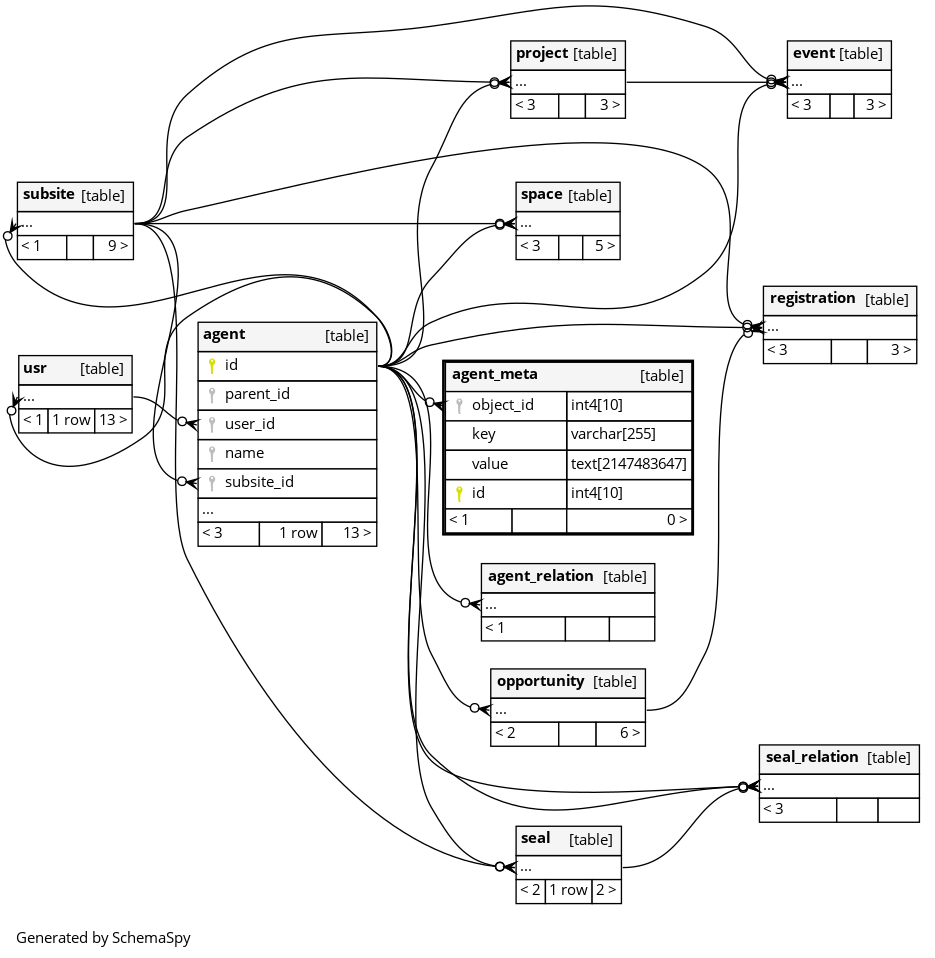 project [table]
...
< 3 3 >
event [table]
...
< 3 3 >
subsite [table]
...
< 1 9 >
space [table]
...
< 3 5 >
registration [table]
...
< 3 3 >
usr [table]
...
< 1 1 row 13 >
agent [table]
id
parent_id
user_id
name
subsite_id
...
< 3 1 row 13 >
agent_meta [table]
object_id int4[10]
key varchar[255]
value text[2147483647]
id int4[10]
< 1 0 >
agent_relation [table]
...
< 1
opportunity [table]
...
< 2 6 >
seal_relation [table]
...
< 3
seal [table]
...
< 2 1 row 2 >
Generated by SchemaSpy